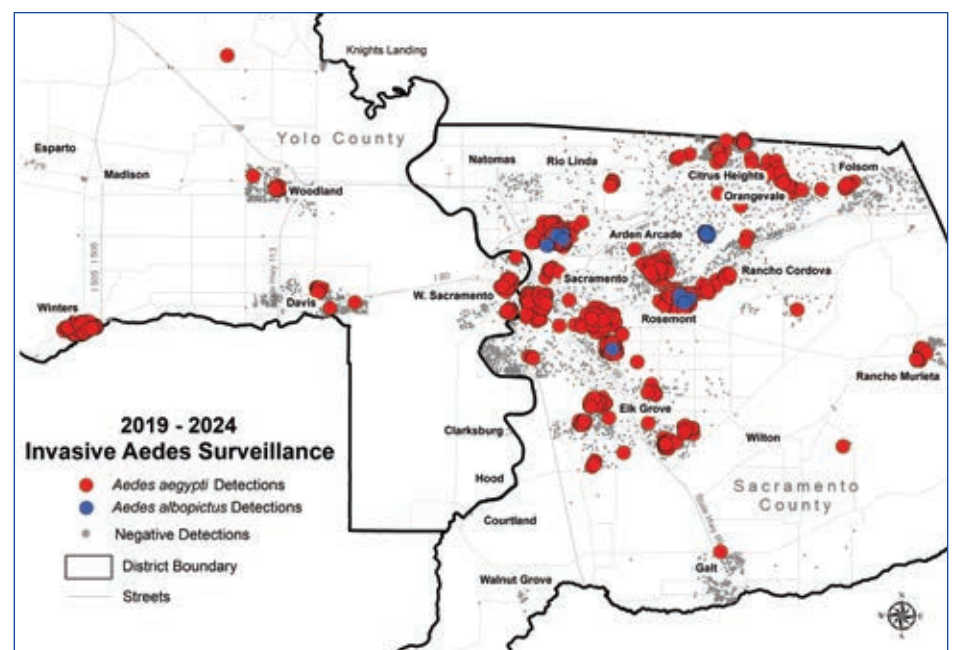 Knights Landing
Yolo County
Esparto
Madison
Woodland
Natomas
Rio Linda
Citrus Heights
Folsom
Orangevale
Arden Arcade
I 505
I 80
Davis
W. Sacramento
Sacramento
Rancho Cordova
Winters
Rosemont
Rancho Murieta
Elk Grove
Clarksburg
Wilton
Hood
Sacramento
County
Courtland
Galt
Walnut Grove
2019 - 2024
Invasive Aedes Surveillance
Aedes aegypti Detections
Aedes albopictus Detections
Negative Detections
District Boundary
Streets